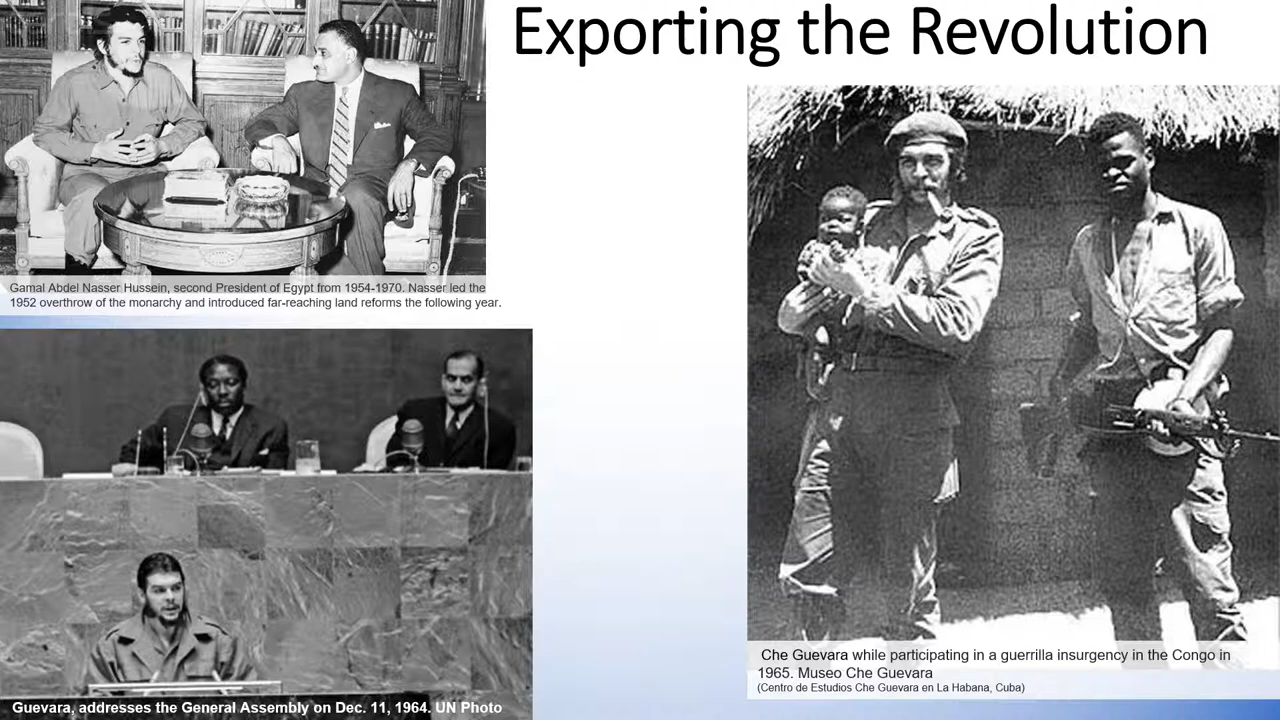 Exporting the Revolution
Gamal Abdel Nasser Hussein, second President of Egypt from 1954-1970. Nasser led the
1952 overthrow of the monarchy and introduced far-reaching land reforms the following year.
Guevara, addresses the General Assembly on Dec. 11, 1964. UN Photo
Che Guevara while participating in a guerrilla insurgency in the Congo in
1965. Museo Che Guevara
(Centro de Estudios Che Guevara en La Habana, Cuba)